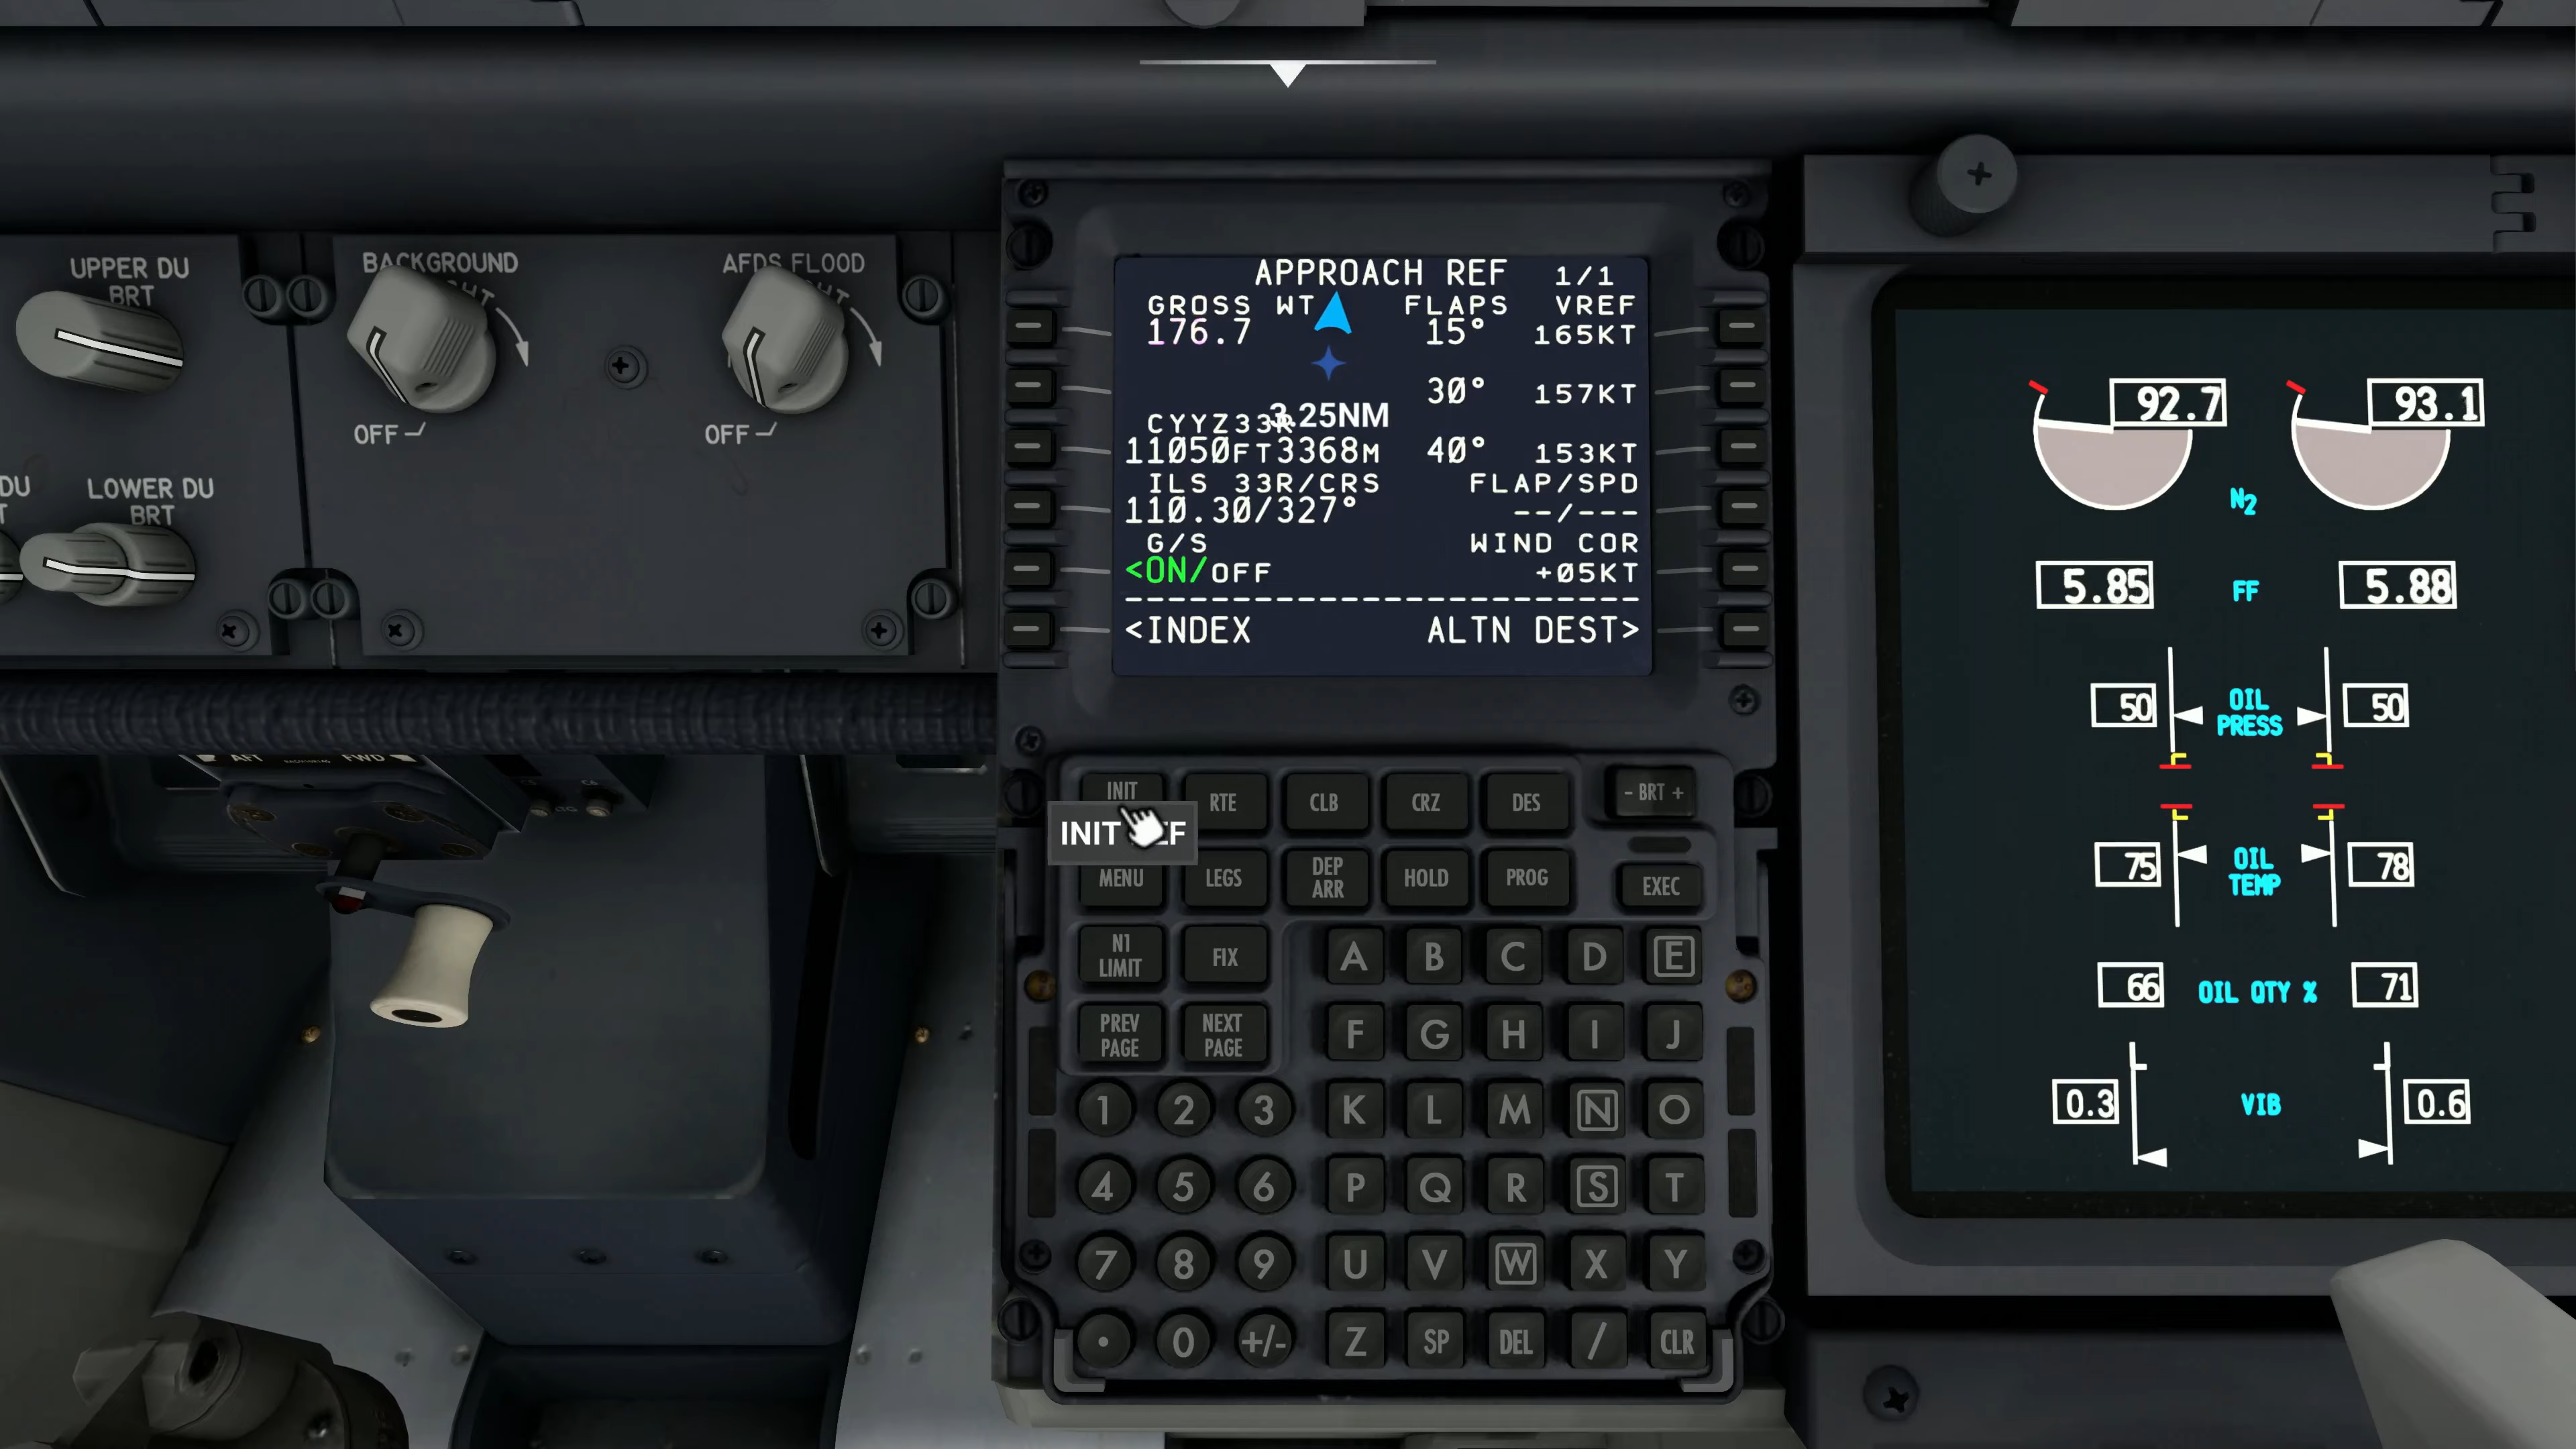 UPPER DU
BRT
BACKGROUND
AFDS FLOOD
OFF
OFF
DU
LOWER DU
BRT
AFT
FWD
APPROACH REF 1/1
GROSS WT FLAPS VREF
176.7 15° 165KT
30° 157KT
3.25NM
CYYZ33R
11050FT3368M 40° 153KT
ILS 33R/CRS FLAP/SPD
110.30/327° --/---
G/S WIND COR
<ON/OFF +05KT
------------------------
<INDEX ALTN DEST>
INIT
RTE
CLB
CRZ
DES
- BRT +
INIT
MENU
LEGS
DEP
ARR
HOLD
PROG
EXEC
N1
LIMIT
FIX
PREV
PAGE
NEXT
PAGE
A B C D E
F G H I J
1 2 3 K L M N O
4 5 6 P Q R S T
7 8 9 U V W X Y
. 0 +/- Z SP DEL / CLR
92.7 93.1
N2
5.85 FF 5.88
50 OIL
PRESS 50
75 OIL
TEMP 78
66 OIL QTY % 71
0.3 VIB 0.6